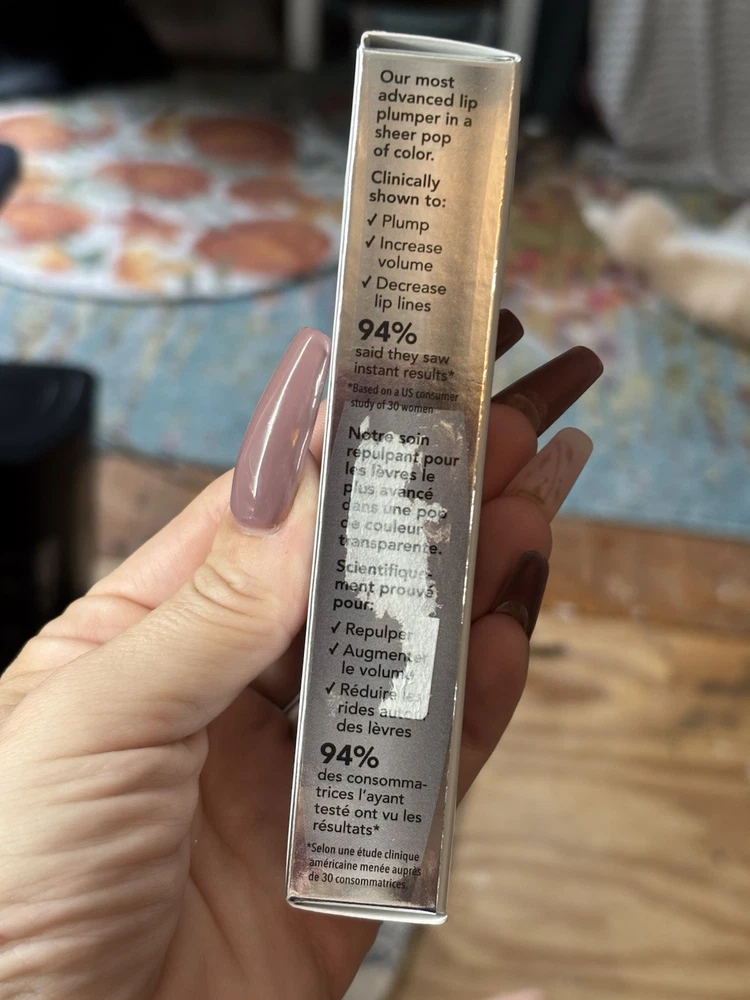 Our most
advanced lip
plumper in a
sheer pop
of color.
Clinically
shown to:
✓ Plump
✓ Increase
volume
✓ Decrease
lip lines
94%
said they saw
instant results*
*Based on a US consumer
study of 30 women
Notre soin
repulpant pour
les lèvres le
plus avancé
dans une pop
de couleur
transparente.
Scientifique-
ment prouvé
pour:
✓ Repulper
✓ Augmenter
le volume
✓ Réduire les
rides autour
des lèvres
94%
des consomma-
trices l'ayant
testé ont vu les
résultats*
*Selon une étude clinique
américaine menée auprès
de 30 consommatrices.